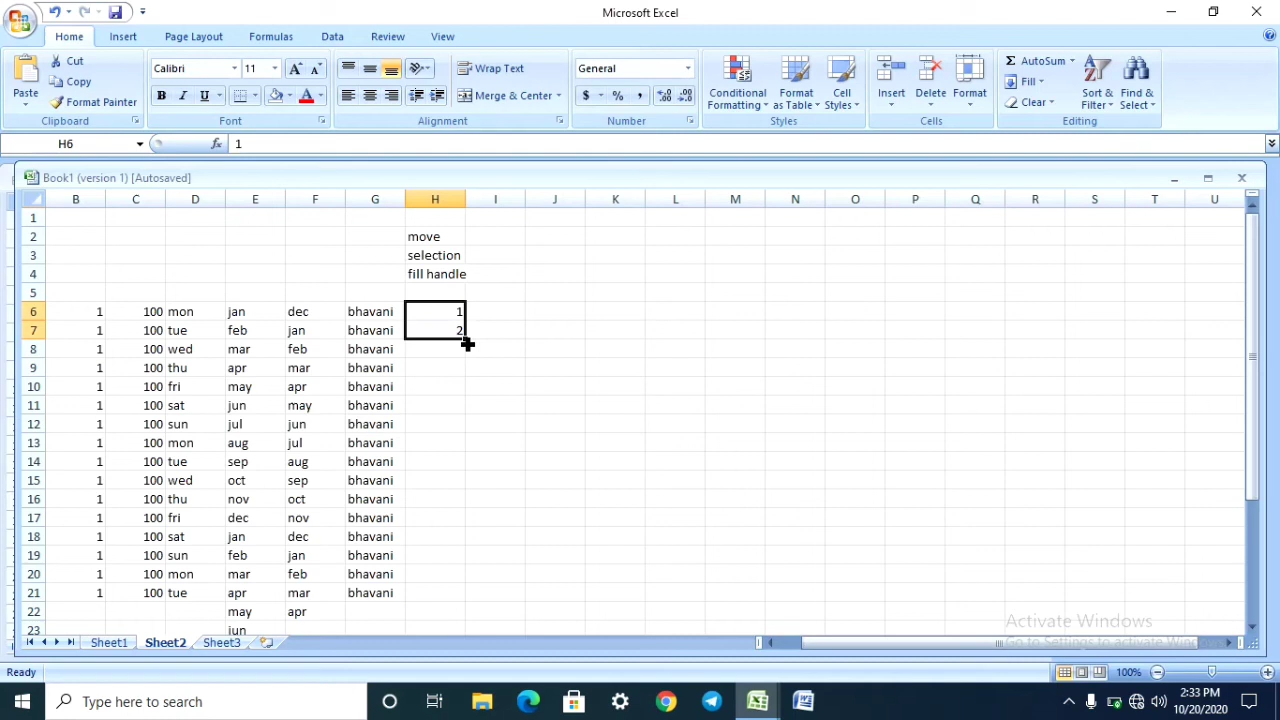 Microsoft Excel
Home Insert Page Layout Formulas Data Review View
Paste Cut Copy Format Painter Clipboard
Calibri 11 A A B I U A Font
Wrap Text Merge & Center Alignment
General $ % , .0 .00 .00 .0 Number
Conditional Formatting Format as Table Cell Styles Styles
Insert Delete Format Cells
Σ AutoSum Fill Clear Sort & Filter Find & Select Editing
H6 fx 1
Book1 (version 1) [Autosaved]
B C D E F G H I J K L M N O P Q R S T U
1
2 move
3 selection
4 fill handle
5
6 1 100 mon jan dec bhavani 1
7 1 100 tue feb jan bhavani 2
8 1 100 wed mar feb bhavani
9 1 100 thu apr mar bhavani
10 1 100 fri may apr bhavani
11 1 100 sat jun may bhavani
12 1 100 sun jul jun bhavani
13 1 100 mon aug jul bhavani
14 1 100 tue sep aug bhavani
15 1 100 wed oct sep bhavani
16 1 100 thu nov oct bhavani
17 1 100 fri dec nov bhavani
18 1 100 sat jan dec bhavani
19 1 100 sun feb jan bhavani
20 1 100 mon mar feb bhavani
21 1 100 tue apr mar bhavani
22 may apr
23 jun
Activate Windows
Go to Settings to activate Windows.
Sheet1 Sheet2 Sheet3
Ready 100%
Type here to search
2:33 PM
10/20/2020